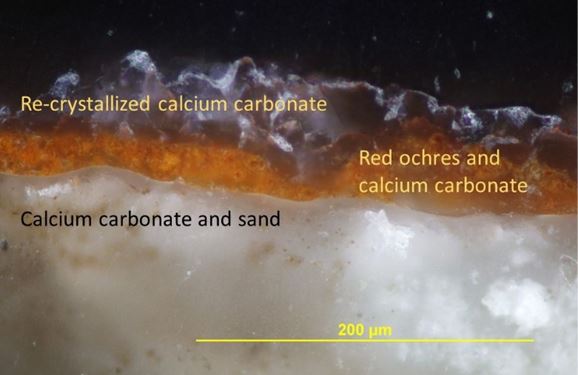 Re-crystallized calcium carbonate
Red ochres and
calcium carbonate
Calcium carbonate and sand
200 µm